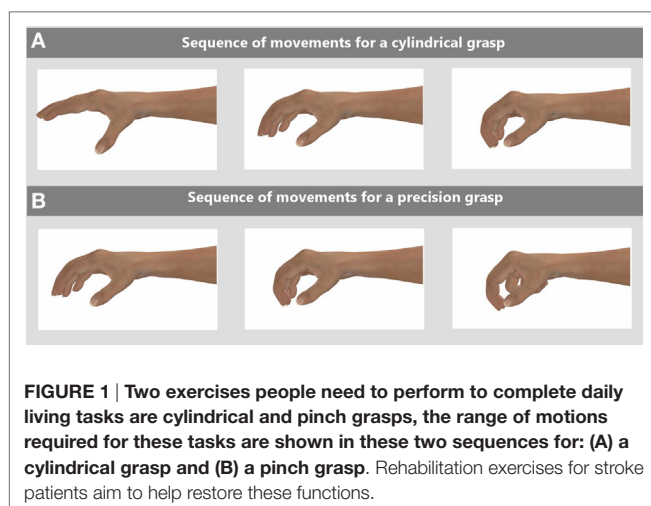 A Sequence of movements for a cylindrical grasp
B Sequence of movements for a precision grasp
FIGURE 1 | Two exercises people need to perform to complete daily
living tasks are cylindrical and pinch grasps, the range of motions
required for these tasks are shown in these two sequences for: (A) a
cylindrical grasp and (B) a pinch grasp. Rehabilitation exercises for stroke
patients aim to help restore these functions.